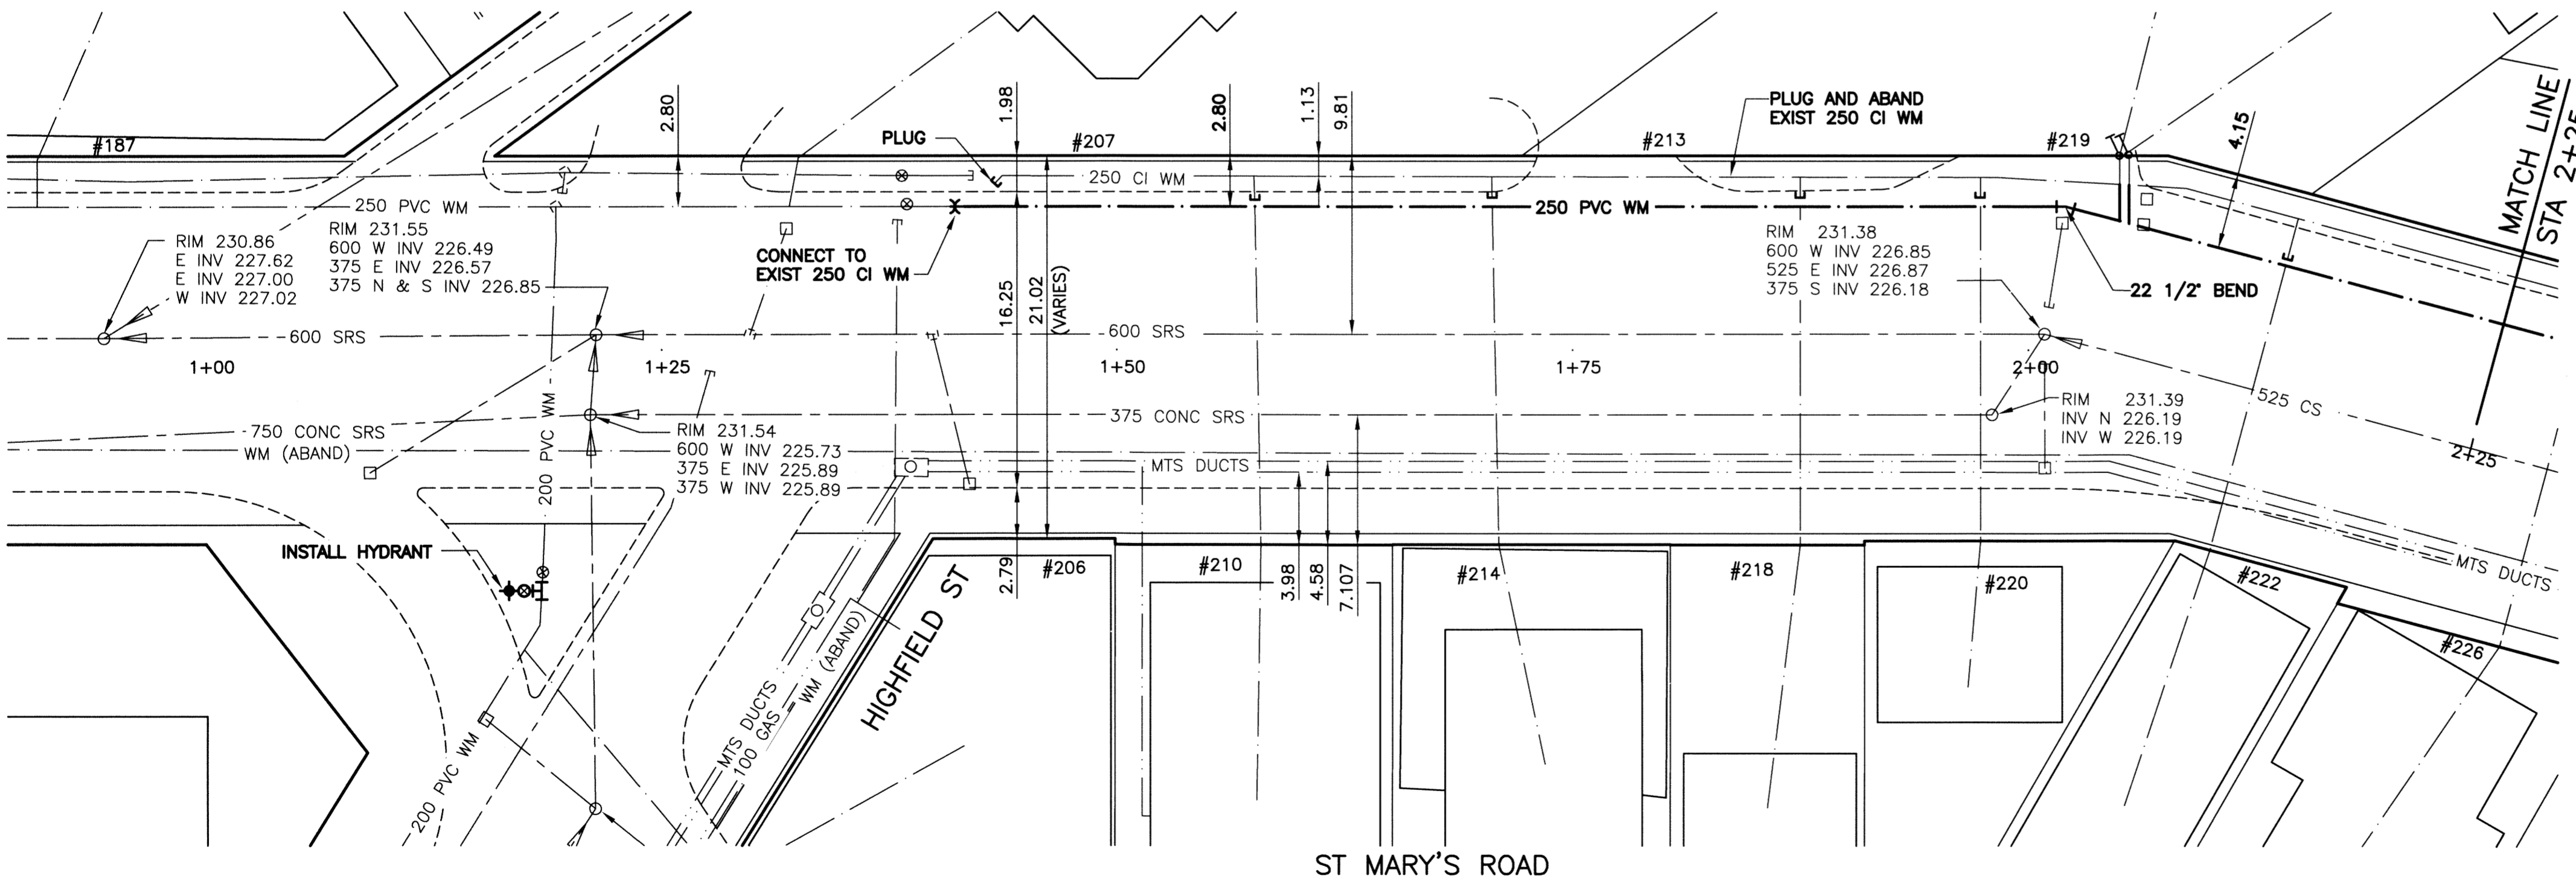 #187
2.80
PLUG
1.98
#207
2.80
1.13
9.81
PLUG AND ABAND
EXIST 250 CI WM
#213
#219
4.15
MATCH LINE
STA 2+25
250 CI WM
250 PVC WM
250 PVC WM
RIM 230.86
E INV 227.62
E INV 227.00
W INV 227.02
RIM 231.55
600 W INV 226.49
375 E INV 226.57
375 N & S INV 226.85
CONNECT TO
EXIST 250 CI WM
16.25
21.02
(VARIES)
RIM 231.38
600 W INV 226.85
525 E INV 226.87
375 S INV 226.18
22 1/2° BEND
600 SRS
600 SRS
1+00
1+25
1+50
1+75
2+00
525 CS
2+25
750 CONC SRS
WM (ABAND)
200 PVC WM
RIM 231.54
600 W INV 225.73
375 E INV 225.89
375 W INV 225.89
375 CONC SRS
MTS DUCTS
RIM 231.39
INV N 226.19
INV W 226.19
INSTALL HYDRANT
200 PVC WM
MTS DUCTS
100 GAS
WM (ABAND)
HIGHFIELD ST
2.79
#206
#210
3.98
4.58
7.107
#214
#218
#220
#222
#226
MTS DUCTS
ST MARY'S ROAD